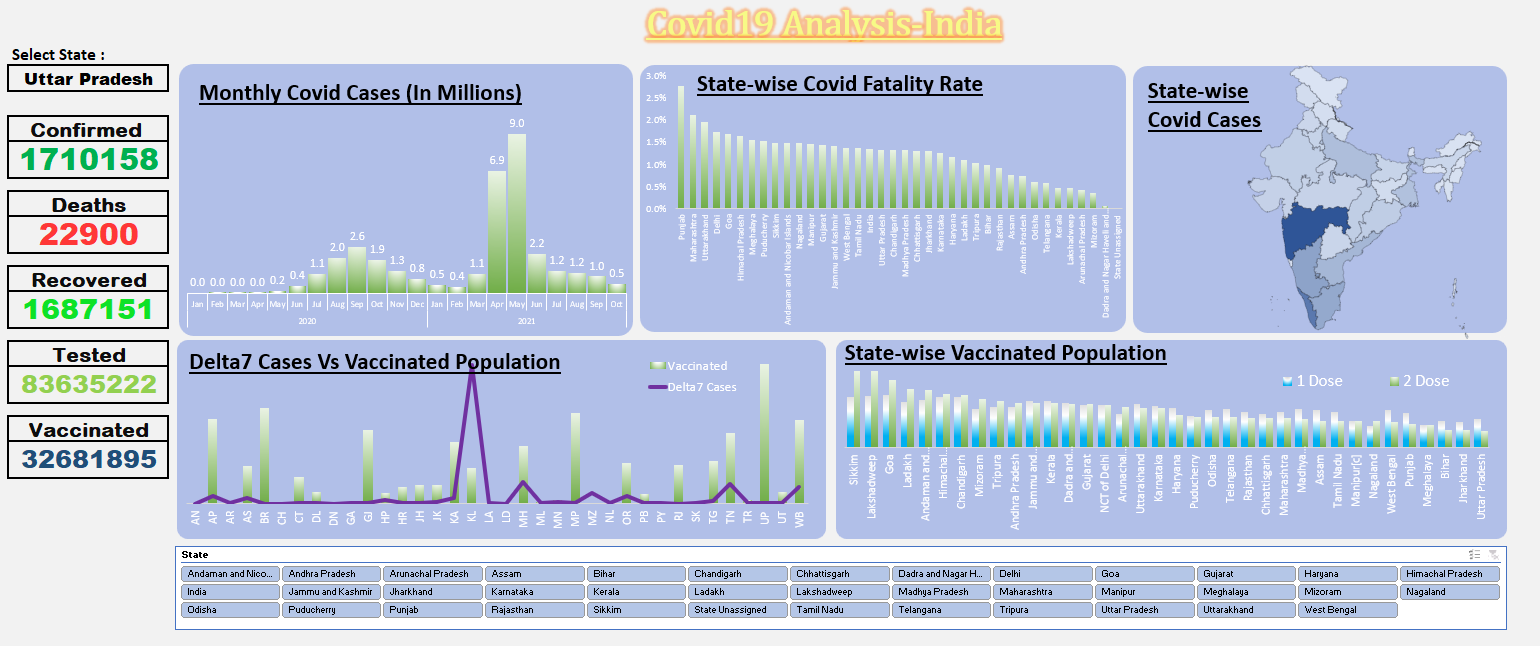 Covid19 Analysis-India
Select State :
Uttar Pradesh
Confirmed
1710158
Deaths
22900
Recovered
1687151
Tested
83635222
Vaccinated
32681895
Monthly Covid Cases (In Millions)
0.0 0.0 0.0 0.0 0.2 0.4 1.1 2.0 2.6 1.9 1.3 0.8 0.5 0.4 1.1 6.9 9.0 2.2 1.2 1.2 1.0 0.5
Jan Feb Mar Apr May Jun Jul Aug Sep Oct Nov Dec Jan Feb Mar Apr May Jun Jul Aug Sep Oct
2020 2021
State-wise Covid Fatality Rate
3.0%
2.5%
2.0%
1.5%
1.0%
0.5%
0.0%
Punjab
Maharashtra
Uttarakhand
Delhi
Goa
Himachal Pradesh
Meghalaya
Puducherry
Sikkim
Andaman and Nicobar Islands
Nagaland
Manipur
Gujarat
Jammu and Kashmir
West Bengal
Tamil Nadu
India
Uttar Pradesh
Chandigarh
Madhya Pradesh
Chhattisgarh
Jharkhand
Karnataka
Haryana
Ladakh
Tripura
Bihar
Rajasthan
Assam
Andhra Pradesh
Odisha
Telangana
Kerala
Lakshadweep
Arunachal Pradesh
Mizoram
Dadra and Nagar Haveli and…
State Unassigned
State-wise
Covid Cases
Delta7 Cases Vs Vaccinated Population
Vaccinated
Delta7 Cases
AN AP AR AS BR CH CT DL DN GA GJ HP HR JH JK KA KL LA LD MH ML MN MP MZ NL OR PB PY RJ SK TG TN TR UP UT WB
State-wise Vaccinated Population
1 Dose
2 Dose
Sikkim
Lakshadweep
Goa
Ladakh
Andaman and…
Himachal…
Chandigarh
Mizoram
Tripura
Andhra Pradesh
Jammu and…
Kerala
Dadra and…
Gujarat
NCT of Delhi
Arunachal…
Uttarakhand
Karnataka
Haryana
Puducherry
Odisha
Telangana
Rajasthan
Chhattisgarh
Maharashtra
Madhya…
Assam
Tamil Nadu
Manipur[c]
Nagaland
West Bengal
Punjab
Meghalaya
Bihar
Jharkhand
Uttar Pradesh
State
Andaman and Nico... Andhra Pradesh Arunachal Pradesh Assam Bihar Chandigarh Chhattisgarh Dadra and Nagar H... Delhi Goa Gujarat Haryana Himachal Pradesh
India Jammu and Kashmir Jharkhand Karnataka Kerala Ladakh Lakshadweep Madhya Pradesh Maharashtra Manipur Meghalaya Mizoram Nagaland
Odisha Puducherry Punjab Rajasthan Sikkim State Unassigned Tamil Nadu Telangana Tripura Uttar Pradesh Uttarakhand West Bengal